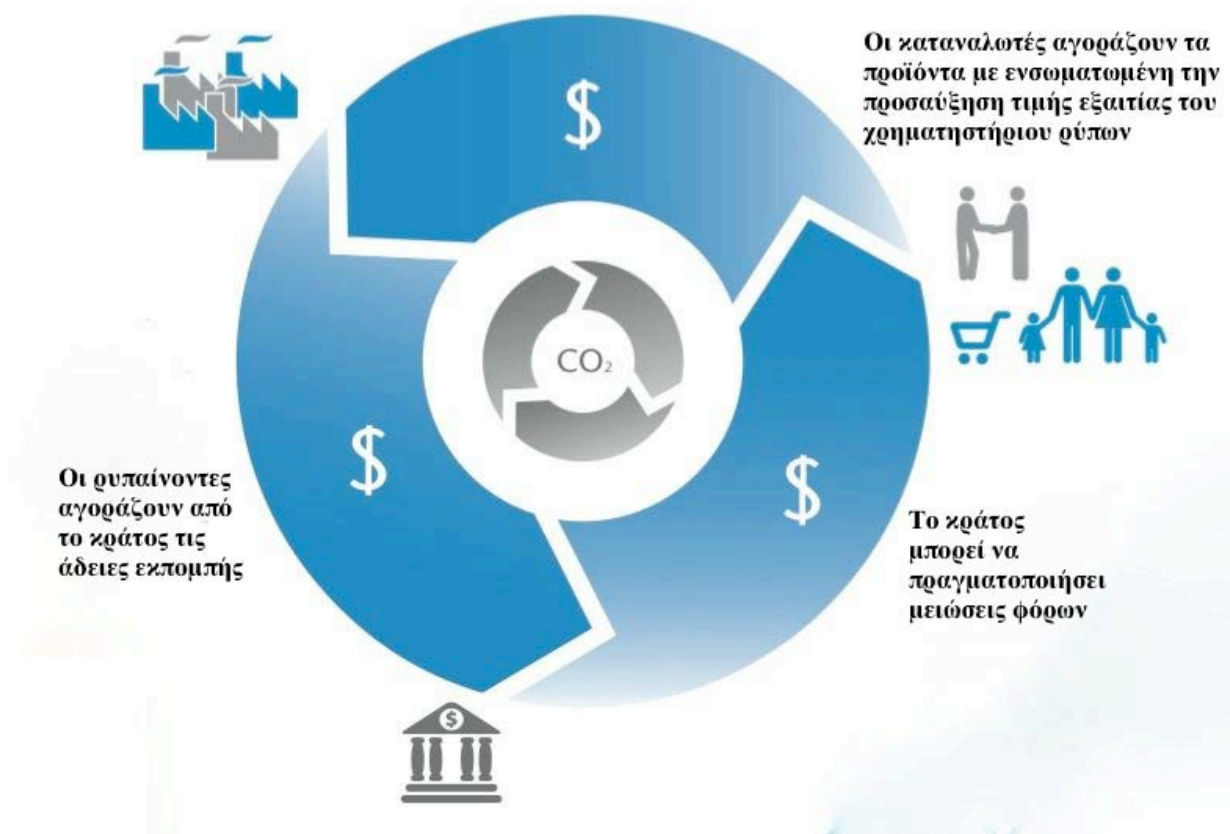 Οι καταναλωτές αγοράζουν τα
προϊόντα με ενσωματωμένη την
προσαύξηση τιμής εξαιτίας του
χρηματηστήριου ρύπων
$
CO₂
$
$
Οι ρυπαίνοντες
αγοράζουν από
το κράτος τις
άδειες εκπομπής
Το κράτος
μπορεί να
πραγματοποιήσει
μειώσεις φόρων
$